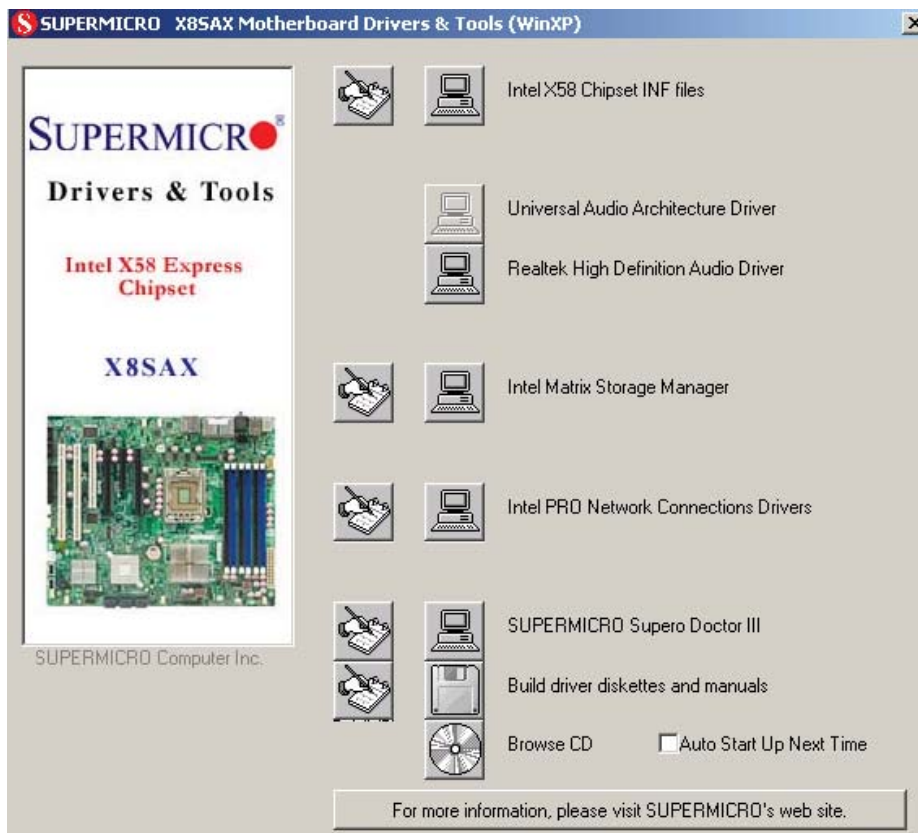 SUPERMICRO X8SAX Motherboard Drivers & Tools (WinXP)
SUPERMICRO®
Drivers & Tools
Intel X58 Express
Chipset
X8SAX
SUPERMICRO Computer Inc.
Intel X58 Chipset INF files
Universal Audio Architecture Driver
Realtek High Definition Audio Driver
Intel Matrix Storage Manager
Intel PRO Network Connections Drivers
SUPERMICRO Supero Doctor III
Build driver diskettes and manuals
Browse CD
Auto Start Up Next Time
For more information, please visit SUPERMICRO's web site.